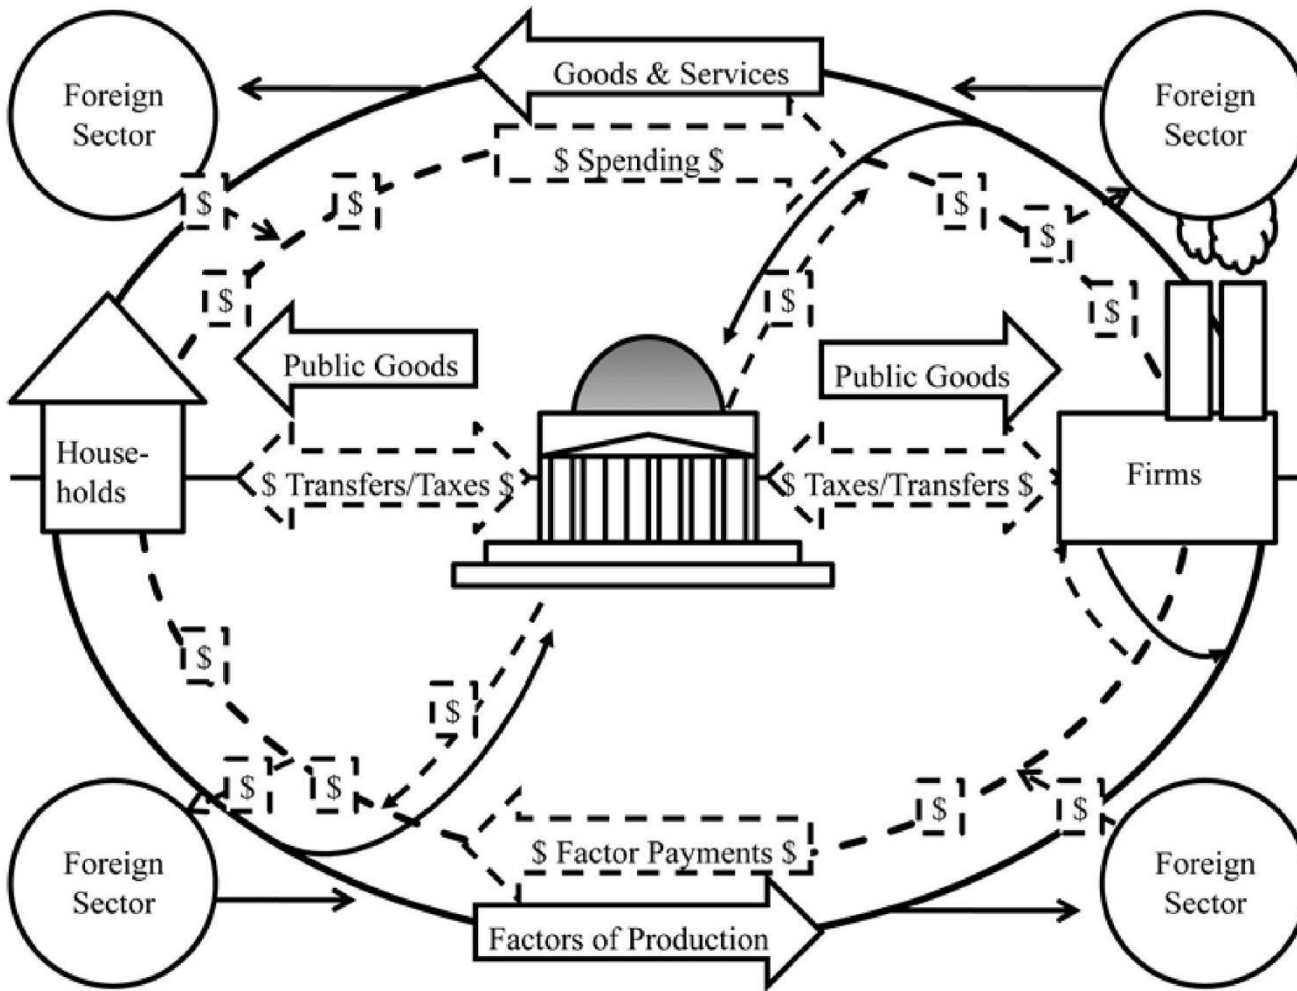 Foreign
Sector
Goods & Services
Foreign
Sector
$ Spending $
$
$
$
$
$
$
$
Public Goods
Public Goods
House-
holds
$ Transfers/Taxes $
$ Taxes/Transfers $
Firms
$
$
$
$
$
$
Foreign
Sector
$ Factor Payments $
Foreign
Sector
Factors of Production